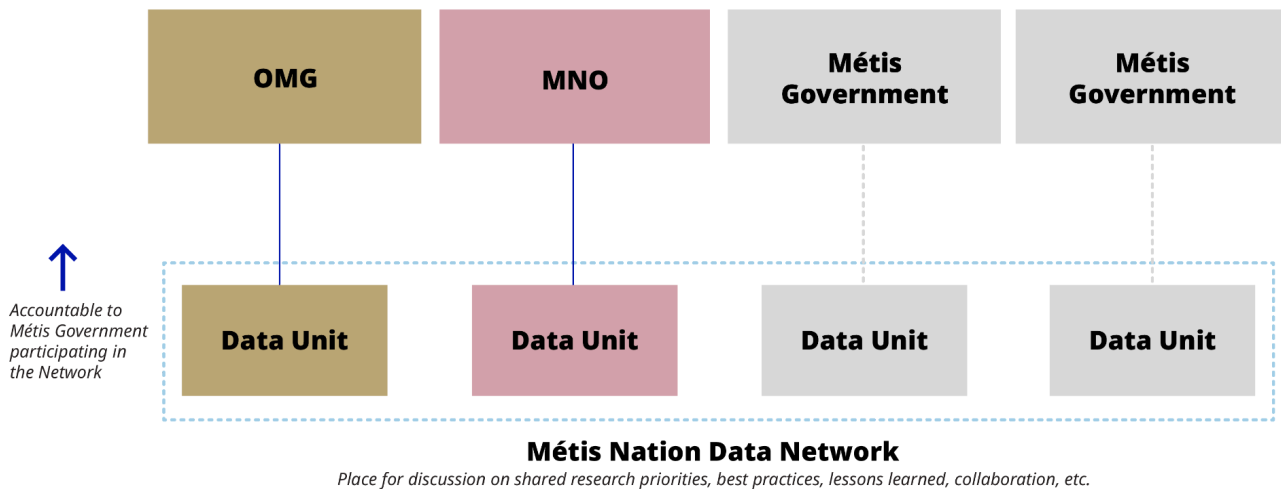 OMG
MNO
Métis
Government
Métis
Government
Accountable to
Métis Government
participating in
the Network
Data Unit
Data Unit
Data Unit
Data Unit
Métis Nation Data Network
Place for discussion on shared research priorities, best practices, lessons learned, collaboration, etc.